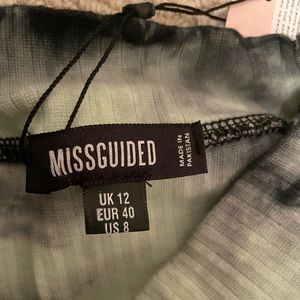 MISSGUIDED
MADE IN
PAKISTAN
UK 12
EUR 40
US 8